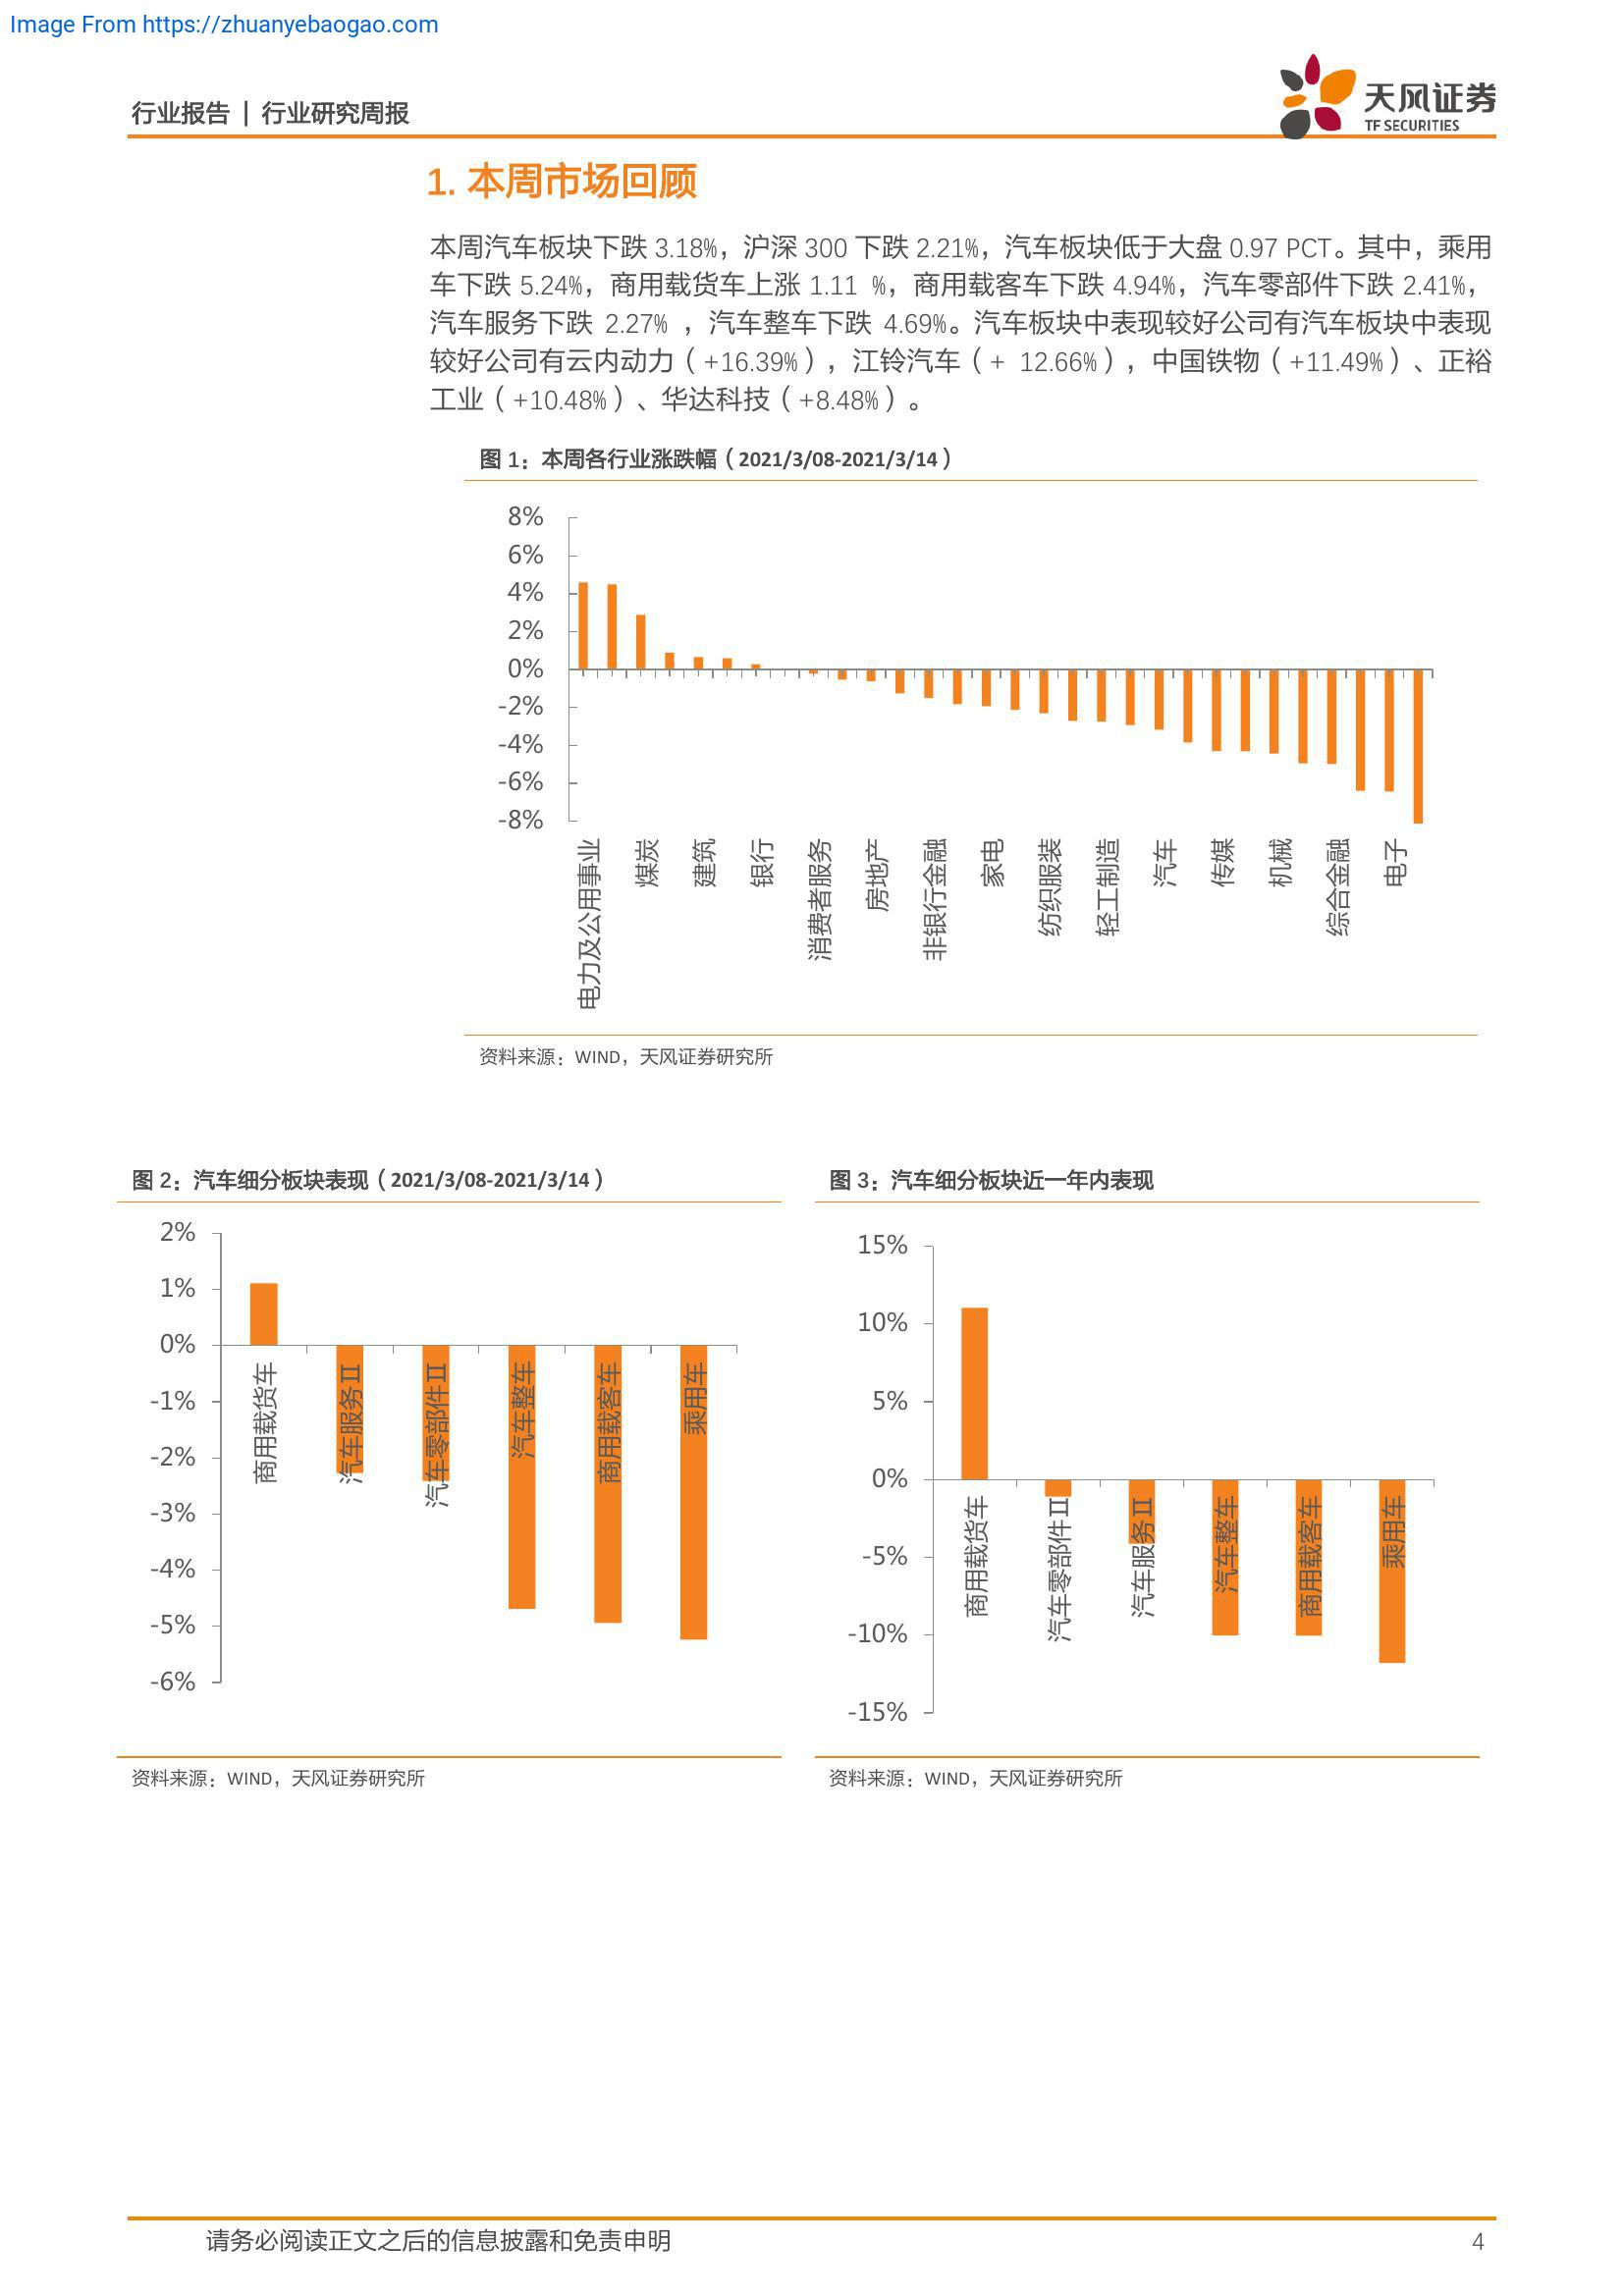 Image From https://zhuanyebaogao.com
行业报告 | 行业研究周报
天风证券
TF SECURITIES
1. 本周市场回顾
本周汽车板块下跌 3.18%，沪深 300 下跌 2.21%，汽车板块低于大盘 0.97 PCT。其中，乘用
车下跌 5.24%，商用载货车上涨 1.11 %，商用载客车下跌 4.94%，汽车零部件下跌 2.41%，
汽车服务下跌 2.27% ，汽车整车下跌 4.69%。汽车板块中表现较好公司有汽车板块中表现
较好公司有云内动力（+16.39%），江铃汽车（+ 12.66%），中国铁物（+11.49%）、正裕
工业（+10.48%）、华达科技（+8.48%）。
图 1：本周各行业涨跌幅（2021/3/08-2021/3/14）
8%
6%
4%
2%
0%
-2%
-4%
-6%
-8%
电力及公用事业
煤炭
建筑
银行
消费者服务
房地产
非银行金融
家电
纺织服装
轻工制造
汽车
传媒
机械
综合金融
电子
资料来源：WIND，天风证券研究所
图 2：汽车细分板块表现（2021/3/08-2021/3/14）
2%
1%
0%
-1%
-2%
-3%
-4%
-5%
-6%
商用载货车
汽车服务Ⅱ
汽车零部件Ⅱ
汽车整车
商用载客车
乘用车
资料来源：WIND，天风证券研究所
图 3：汽车细分板块近一年内表现
15%
10%
5%
0%
-5%
-10%
-15%
商用载货车
汽车零部件Ⅱ
汽车服务Ⅱ
汽车整车
商用载客车
乘用车
资料来源：WIND，天风证券研究所
请务必阅读正文之后的信息披露和免责申明
4